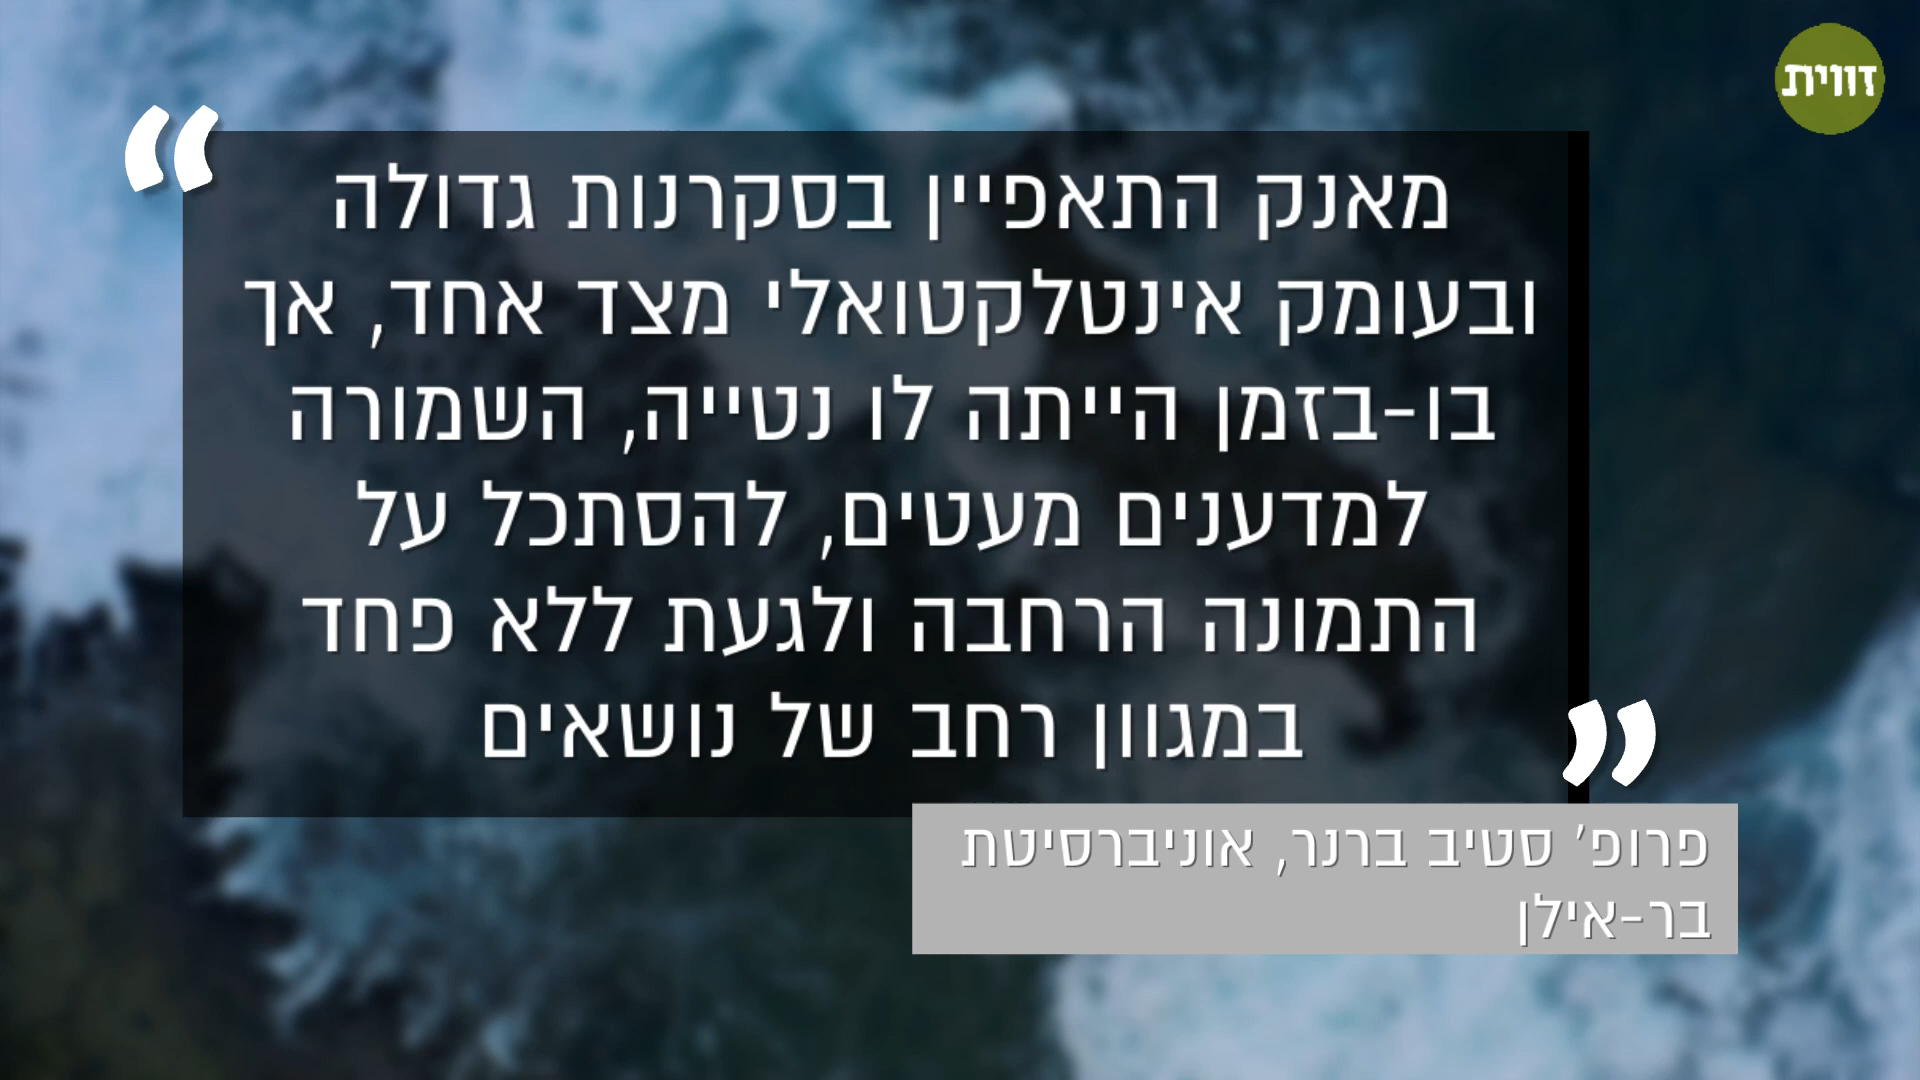 זווית
מאנק התאפיין בסקרנות גדולה
ובעומק אינטלקטואלי מצד אחד, אך
בו-בזמן הייתה לו נטייה, השמורה
למדענים מעטים, להסתכל על
התמונה הרחבה ולגעת ללא פחד
במגוון רחב של נושאים
פרופ' סטיב ברנר, אוניברסיטת
בר-אילן